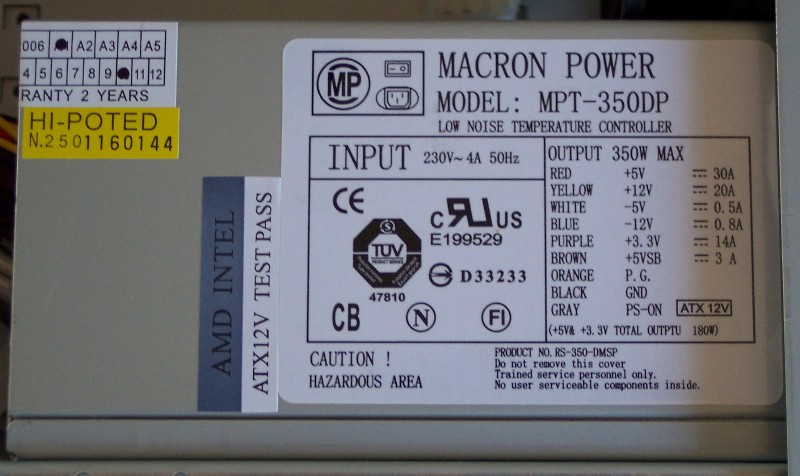 006 A2 A3 A4 A5
4 5 6 7 8 9 11 12
RANTY 2 YEARS
HI-POTED
N.2501160144
AMD INTEL
ATX12V TEST PASS
MP
MACRON POWER
MODEL: MPT-350DP
LOW NOISE TEMPERATURE CONTROLLER
INPUT 230V~4A 50Hz
CE
C RU US
E199529
TÜV
PRODUCT SERVICE
47810
D33233
CB N FI
OUTPUT 350W MAX
RED +5V 30A
YELLOW +12V 20A
WHITE -5V 0.5A
BLUE -12V 0.8A
PURPLE +3.3V 14A
BROWN +5VSB 3 A
ORANGE P.G.
BLACK GND
GRAY PS-ON ATX 12V
(+5V& +3.3V TOTAL OUTPTU 180W)
CAUTION !
HAZARDOUS AREA
PRODUCT NO. RS-350-DMSP
Do not remove this cover
Trained service personnel only.
No user serviceable components inside.